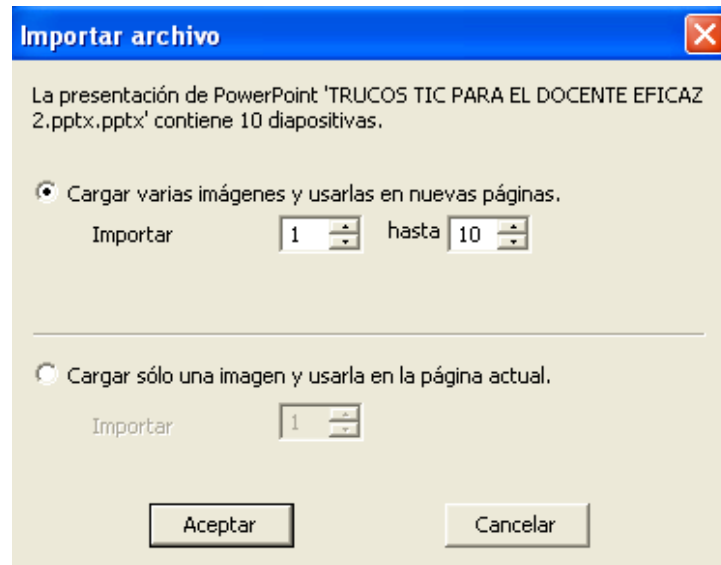 Importar archivo
La presentación de PowerPoint 'TRUCOS TIC PARA EL DOCENTE EFICAZ
2.pptx.pptx' contiene 10 diapositivas.
Cargar varias imágenes y usarlas en nuevas páginas.
Importar 1 hasta 10
Cargar sólo una imagen y usarla en la página actual.
Importar 1
Aceptar Cancelar